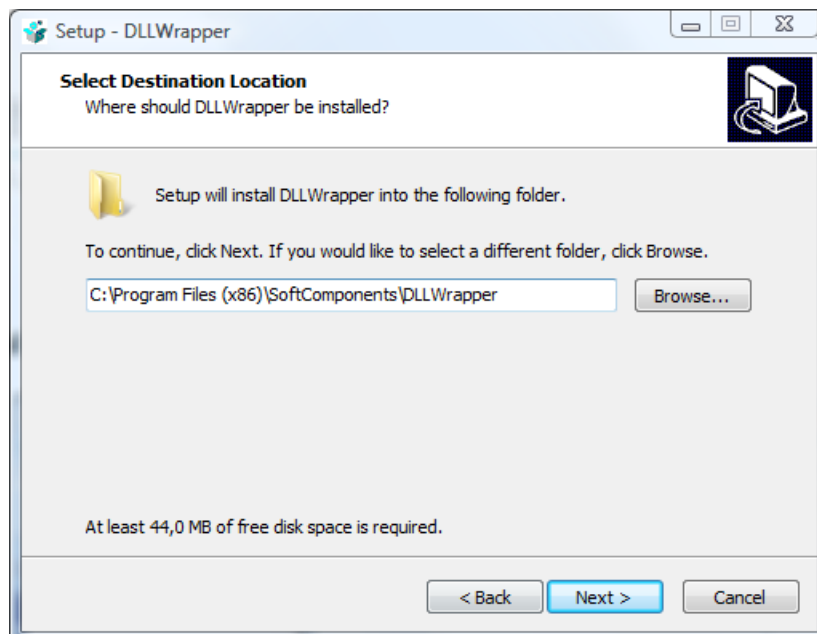 Setup - DLLWrapper
Select Destination Location
Where should DLLWrapper be installed?
Setup will install DLLWrapper into the following folder.
To continue, click Next. If you would like to select a different folder, click Browse.
C:\Program Files (x86)\SoftComponents\DLLWrapper
Browse...
At least 44,0 MB of free disk space is required.
< Back Next > Cancel